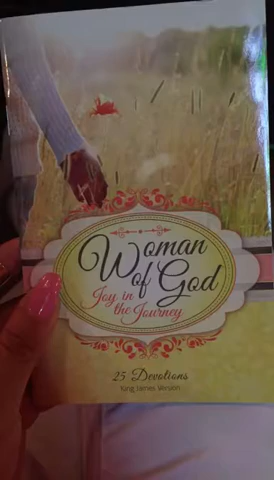 Woman
of God
Joy in
the Journey
25 Devotions
King James Version